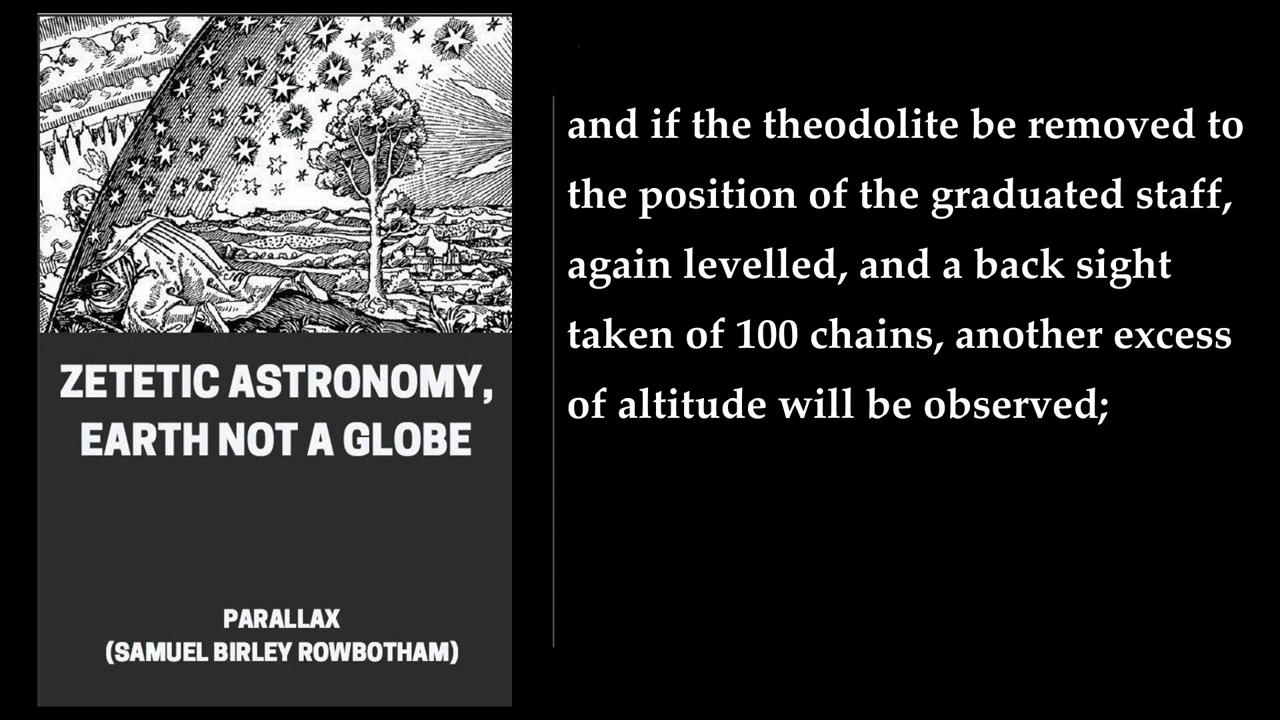 ZETETIC ASTRONOMY,
EARTH NOT A GLOBE
PARALLAX
(SAMUEL BIRLEY ROWBOTHAM)
and if the theodolite be removed to
the position of the graduated staff,
again levelled, and a back sight
taken of 100 chains, another excess
of altitude will be observed;